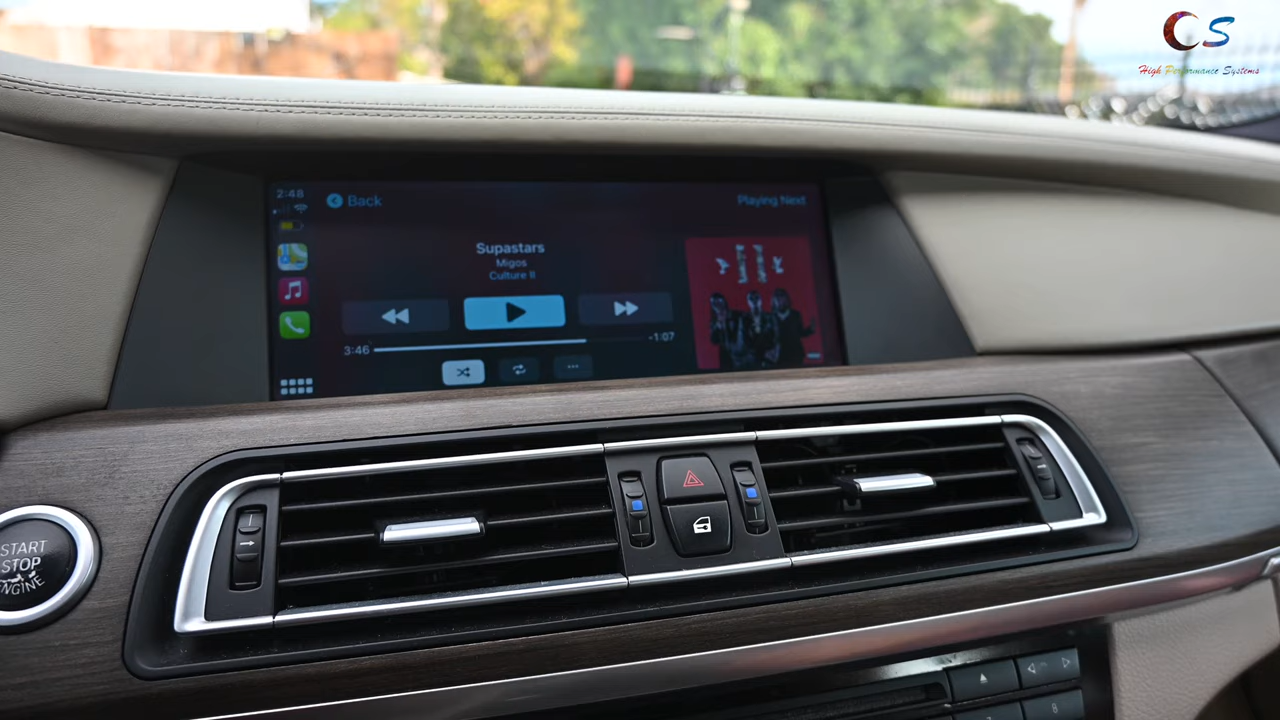 CS
High Performance Systems
2:48
Back
Playing Next
Supastars
Migos
Culture II
3:46
-1:07
START
STOP
ENGINE
8